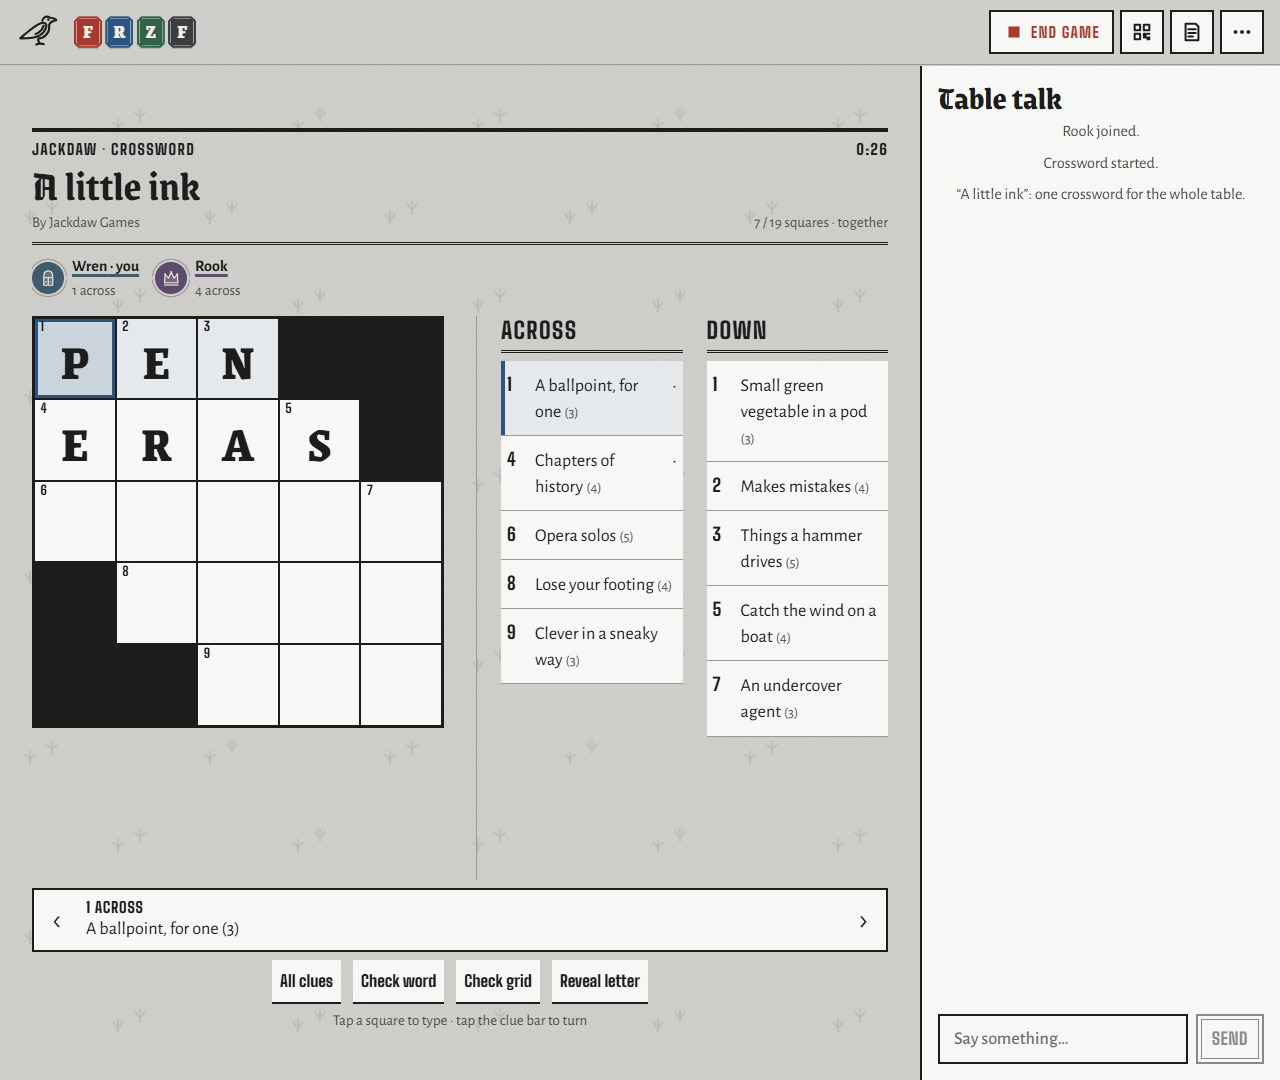 F R Z F
END GAME
JACKDAW · CROSSWORD
0:26
A little ink
By Jackdaw Games
7 / 19 squares · together
Wren · you
1 across
Rook
4 across
1 P 2 E 3 N
4 E R A 5 S
6 7
8
9
ACROSS
1 A ballpoint, for ·
one (3)
4 Chapters of ·
history (4)
6 Opera solos (5)
8 Lose your footing (4)
9 Clever in a sneaky
way (3)
DOWN
1 Small green
vegetable in a pod
(3)
2 Makes mistakes (4)
3 Things a hammer
drives (5)
5 Catch the wind on a
boat (4)
7 An undercover
agent (3)
1 ACROSS
A ballpoint, for one (3)
All clues
Check word
Check grid
Reveal letter
Tap a square to type · tap the clue bar to turn
Table talk
Rook joined.
Crossword started.
“A little ink”: one crossword for the whole table.
Say something...
SEND